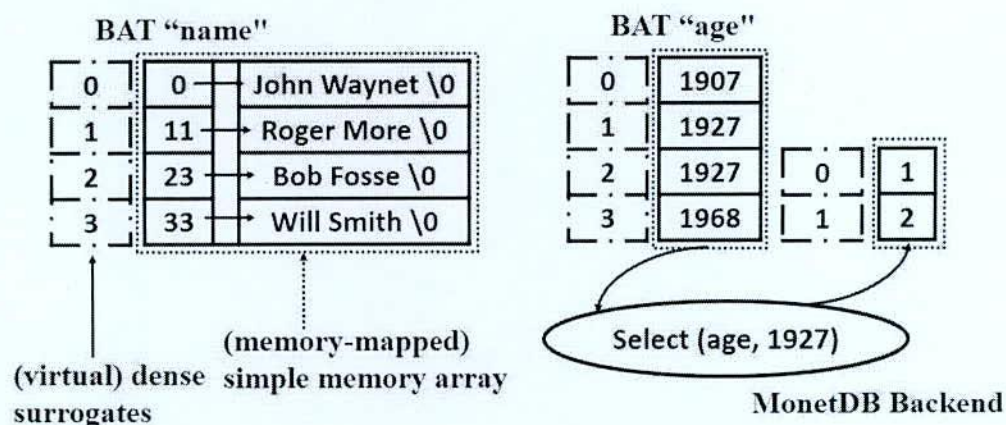 BAT “name"
0 0 John Waynet \0
1 11 Roger More \0
2 23 Bob Fosse \0
3 33 Will Smith \0
(virtual) dense
surrogates
(memory-mapped)
simple memory array
BAT “age"
0 1907
1 1927
2 1927
3 1968
0 1
1 2
Select (age, 1927)
MonetDB Backend